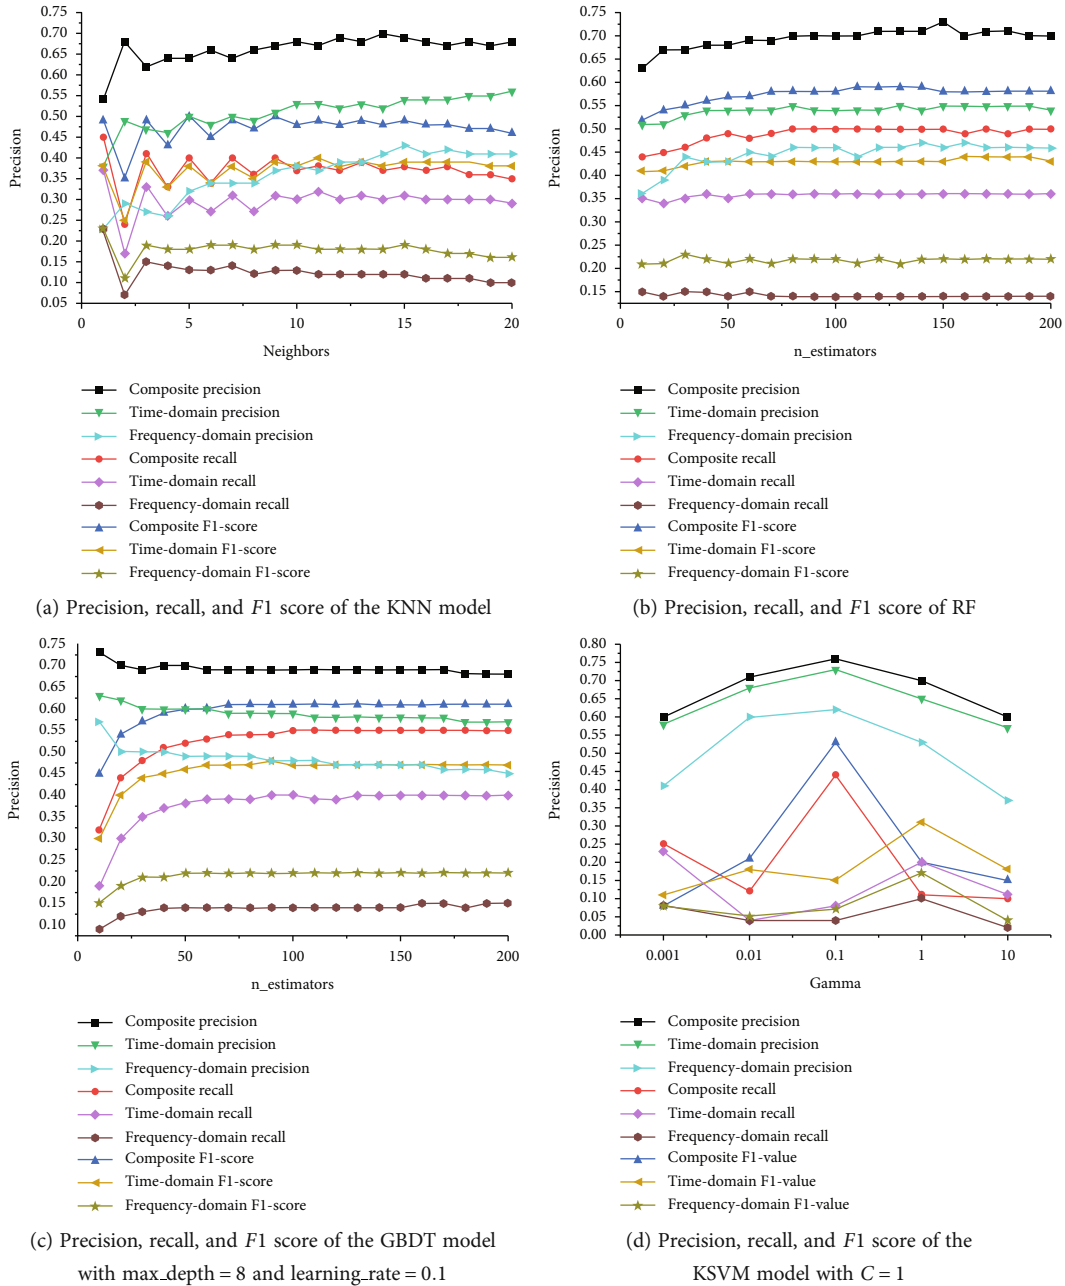 0.75
0.70
0.65
0.60
0.55
0.50
0.45
0.40
0.35
0.30
0.25
0.20
0.15
0.10
0.05
Precision
0
5
10
15
20
Neighbors
Composite precision
Time-domain precision
Frequency-domain precision
Composite recall
Time-domain recall
Frequency-domain recall
Composite F1-score
Time-domain F1-score
Frequency-domain F1-score
(a) Precision, recall, and F1 score of the KNN model
0.75
0.70
0.65
0.60
0.55
0.50
0.45
0.40
0.35
0.30
0.25
0.20
0.15
Precision
0
50
100
150
200
n_estimators
Composite precision
Time-domain precision
Frequency-domain precision
Composite recall
Time-domain recall
Frequency-domain recall
Composite F1-score
Time-domain F1-score
Frequency-domain F1-score
(b) Precision, recall, and F1 score of RF
0.75
0.70
0.65
0.60
0.55
0.50
0.45
0.40
0.35
0.30
0.25
0.20
0.15
0.10
Precision
0
50
100
150
200
n_estimators
Composite precision
Time-domain precision
Frequency-domain precision
Composite recall
Time-domain recall
Frequency-domain recall
Composite F1-score
Time-domain F1-score
Frequency-domain F1-score
(c) Precision, recall, and F1 score of the GBDT model
with max_depth = 8 and learning_rate = 0.1
0.80
0.75
0.70
0.65
0.60
0.55
0.50
0.45
0.40
0.35
0.30
0.25
0.20
0.15
0.10
0.05
0.00
Precision
0.001
0.01
0.1
1
10
Gamma
Composite precision
Time-domain precision
Frequency-domain precision
Composite recall
Time-domain recall
Frequency-domain recall
Composite F1-value
Time-domain F1-value
Frequency-domain F1-value
(d) Precision, recall, and F1 score of the
KSVM model with C = 1